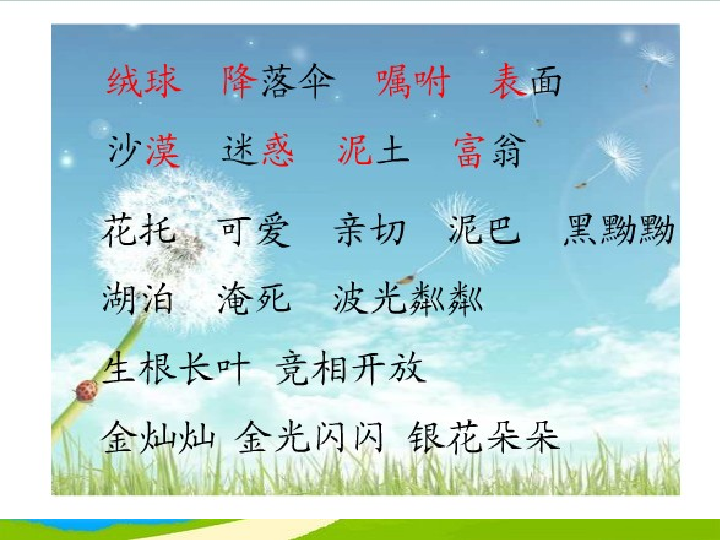 绒球 降落伞 嘱咐 表面
沙漠 迷惑 泥土 富翁
花托 可爱 亲切 泥巴 黑黝黝
湖泊 淹死 波光粼粼
生根长叶 竞相开放
金灿灿 金光闪闪 银花朵朵